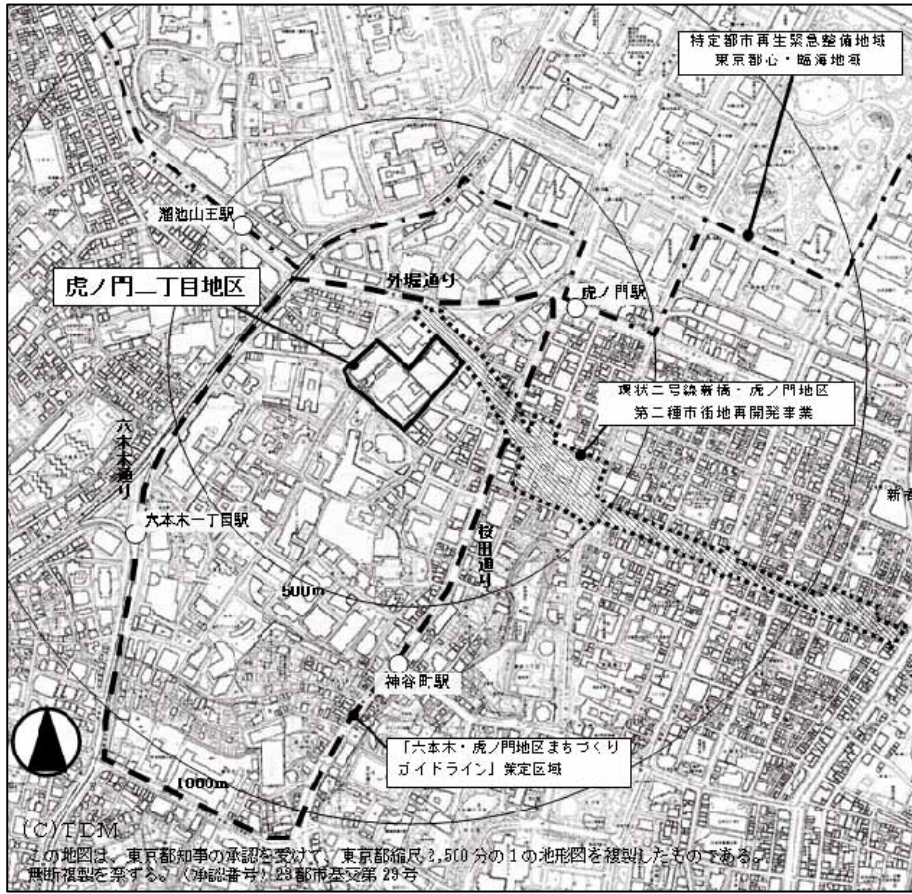 特定都市再生緊急整備地域
東京都心・臨海地域
溜池山王駅
虎ノ門二丁目地区
外堀通り
虎ノ門駅
環状二号線新橋・虎ノ門地区
第二種市街地再開発事業
六本木通り
新
六本木一丁目駅
桜田通り
500m
神谷町駅
「六本木・虎ノ門地区まちづくり
ガイドライン」策定区域
1000m
(C)TDM
この地図は、東京都知事の承認を受けて、東京都縮尺2,500分の1の地形図を複製したものである。
無断複製を禁ずる。(承認番号)23都市基交第29号